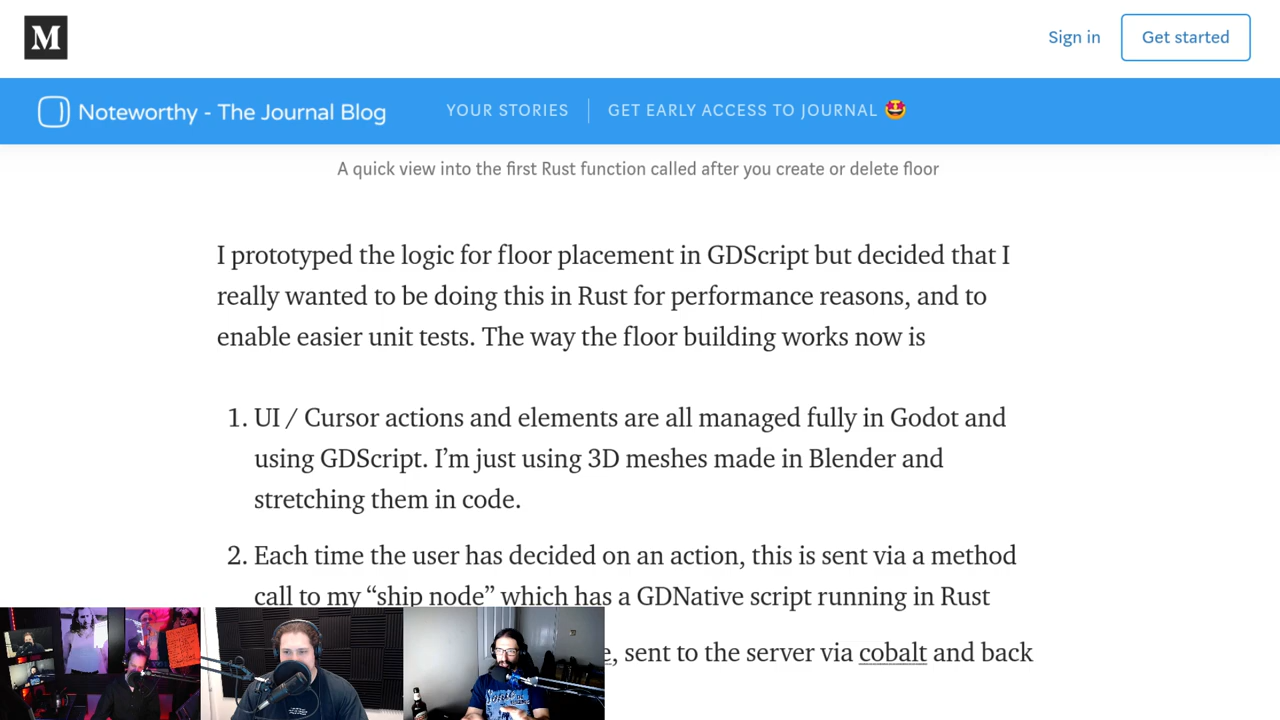 M
Sign in
Get started
Noteworthy - The Journal Blog
YOUR STORIES
GET EARLY ACCESS TO JOURNAL 🤩
A quick view into the first Rust function called after you create or delete floor
I prototyped the logic for floor placement in GDScript but decided that I
really wanted to be doing this in Rust for performance reasons, and to
enable easier unit tests. The way the floor building works now is
1. UI / Cursor actions and elements are all managed fully in Godot and
using GDScript. I’m just using 3D meshes made in Blender and
stretching them in code.
2. Each time the user has decided on an action, this is sent via a method
call to my “ship node” which has a GDNative script running in Rust
, sent to the server via cobalt and back